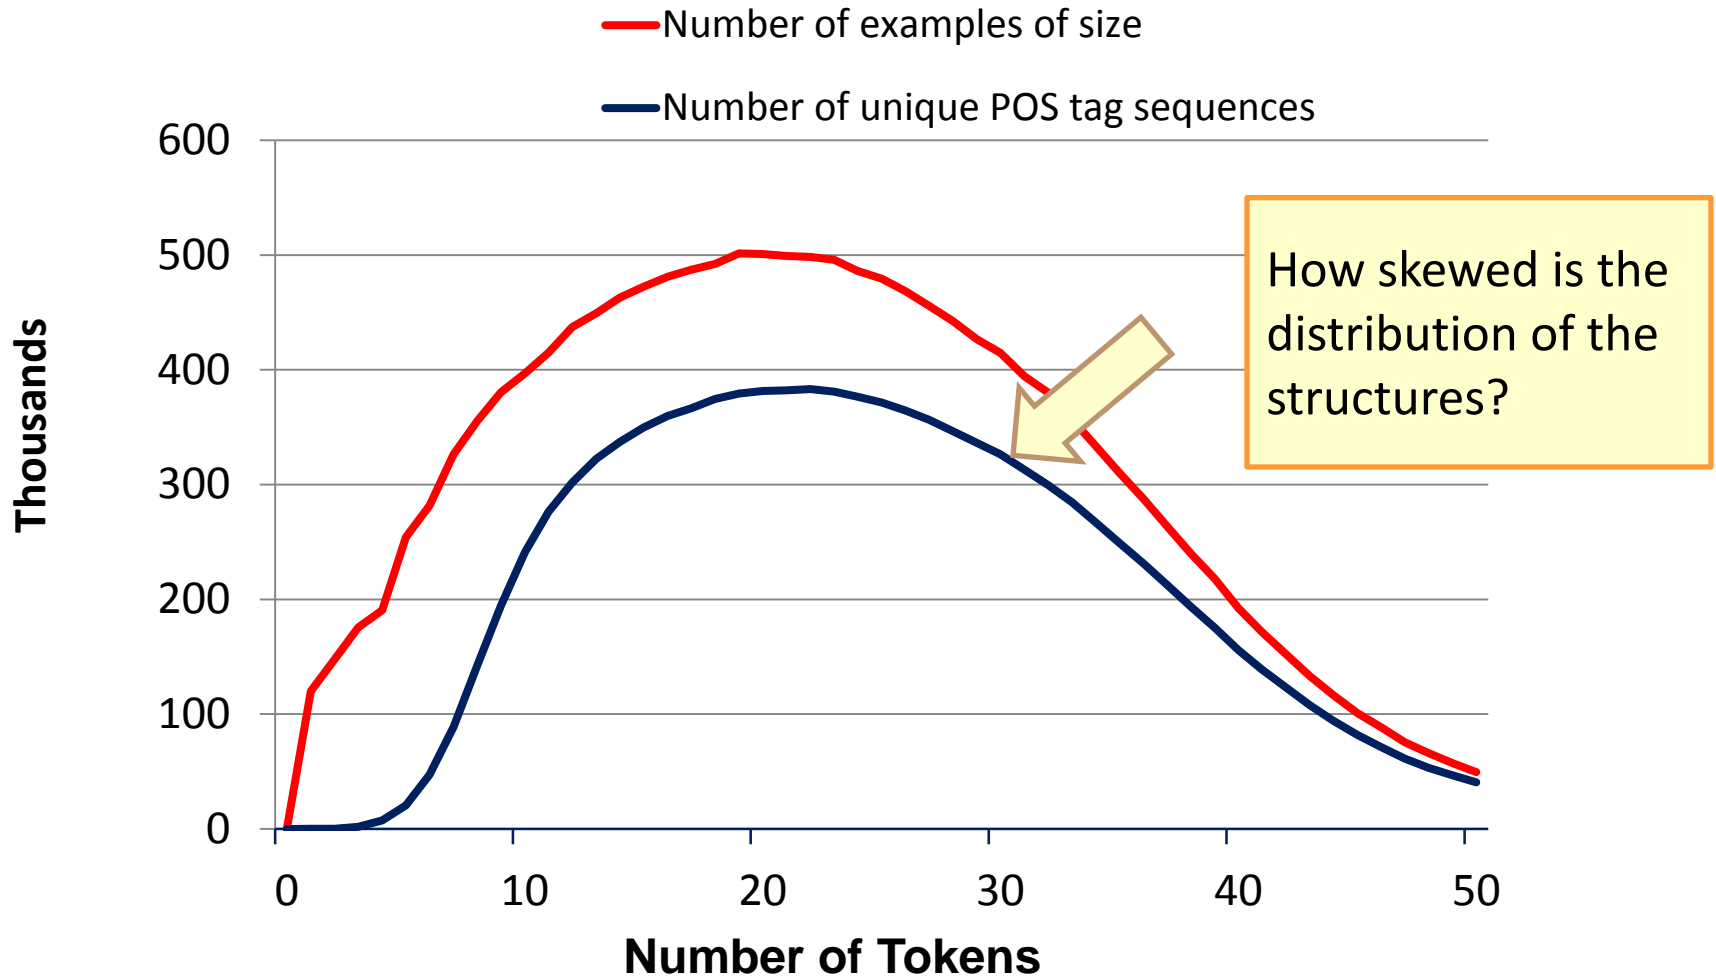 Number of examples of size
Number of unique POS tag sequences
600
500
400
300
200
100
0
Thousands
How skewed is the
distribution of the
structures?
0 10 20 30 40 50
Number of Tokens